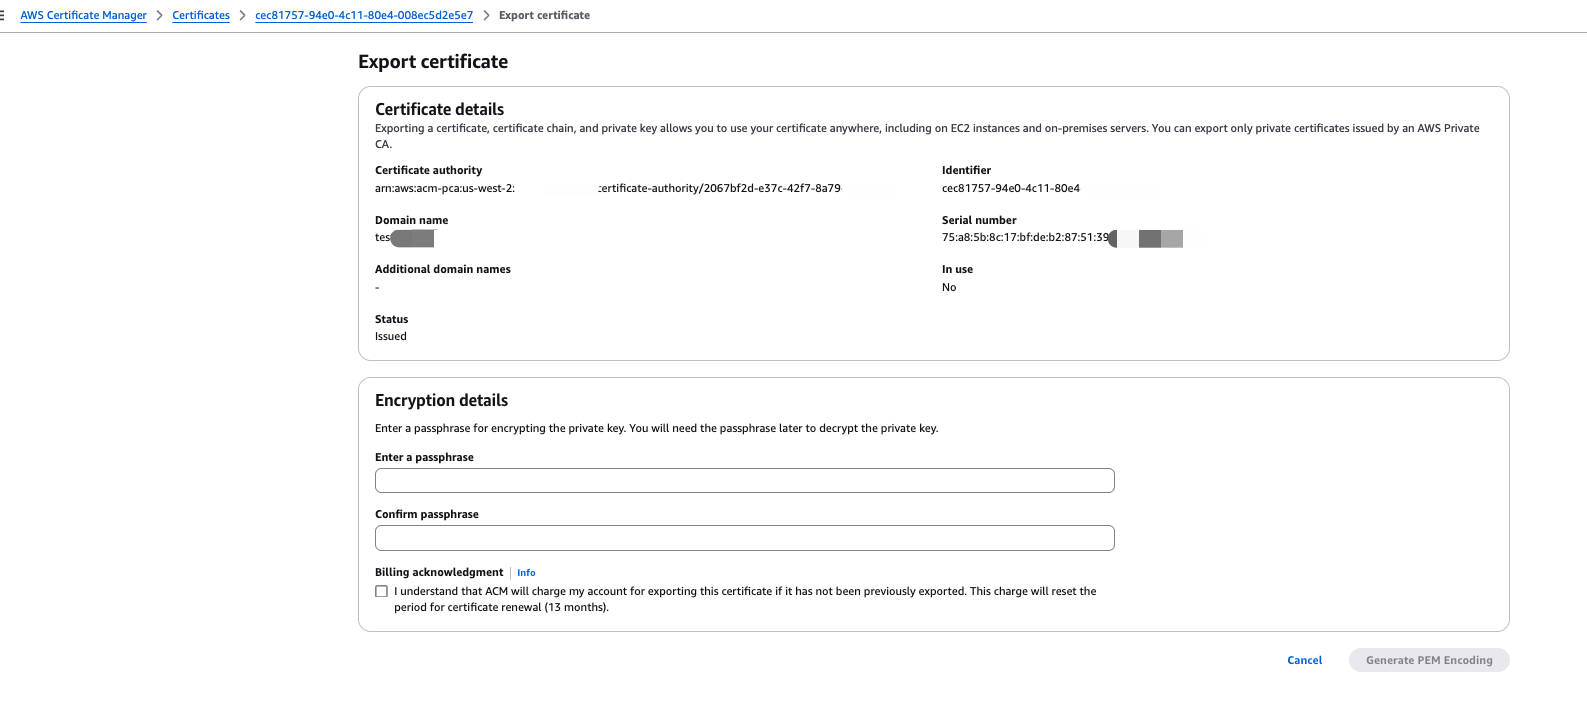 AWS Certificate Manager > Certificates > cec81757-94e0-4c11-80e4-008ec5d2e5e7 > Export certificate
Export certificate
Certificate details
Exporting a certificate, certificate chain, and private key allows you to use your certificate anywhere, including on EC2 instances and on-premises servers. You can export only private certificates issued by an AWS Private
CA.
Certificate authority
arn:aws:acm-pca:us-west-2: certificate-authority/2067bf2d-e37c-42f7-8a79
Identifier
cec81757-94e0-4c11-80e4
Domain name
tes
Serial number
75:a8:5b:8c:17:bf:de:b2:87:51:39
Additional domain names
-
In use
No
Status
Issued
Encryption details
Enter a passphrase for encrypting the private key. You will need the passphrase later to decrypt the private key.
Enter a passphrase
Confirm passphrase
Billing acknowledgment | Info
I understand that ACM will charge my account for exporting this certificate if it has not been previously exported. This charge will reset the
period for certificate renewal (13 months).
Cancel
Generate PEM Encoding